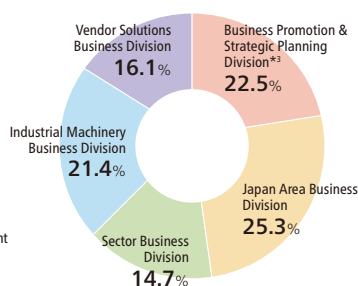 Vendor Solutions
Business Division
16.1%
Business Promotion &
Strategic Planning
Division*³
22.5%
Industrial Machinery
Business Division
21.4%
Japan Area Business
Division
25.3%
nt
Sector Business
Division
14.7%